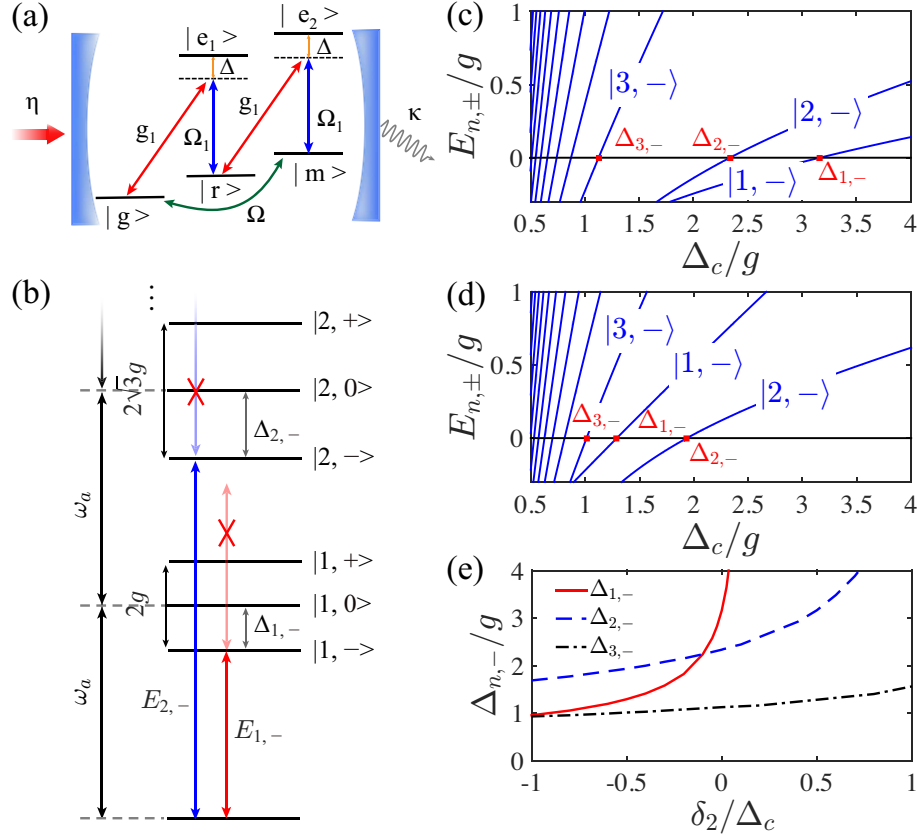 (a)
| e₂ >
| e₁ >
Δ
Δ
η
g₁
g₁
Ω₁
Ω₁
κ
| r >
| m >
| g >
Ω
(b)
⋮
|2, +>
2√3g
|2, 0>
Δ₂,₋
|2, −>
ωₐ
|1, +>
2g
|1, 0>
Δ₁,₋
|1, −>
ωₐ
E₂,₋
E₁,₋
(c)
Eₙ,±/g
1
0.5
0
|3, −⟩
|2, −⟩
|1, −⟩
Δ₃,₋
Δ₂,₋
Δ₁,₋
0.5 1 1.5 2 2.5 3 3.5 4
Δ_c/g
(d)
Eₙ,±/g
1
0.5
0
|3, −⟩
|1, −⟩
|2, −⟩
Δ₃,₋
Δ₁,₋
Δ₂,₋
0.5 1 1.5 2 2.5 3 3.5 4
Δ_c/g
(e)
Δₙ,₋/g
4
3
2
1
0
Δ₁,₋
Δ₂,₋
Δ₃,₋
-1 -0.5 0 0.5 1
δ₂/Δ_c